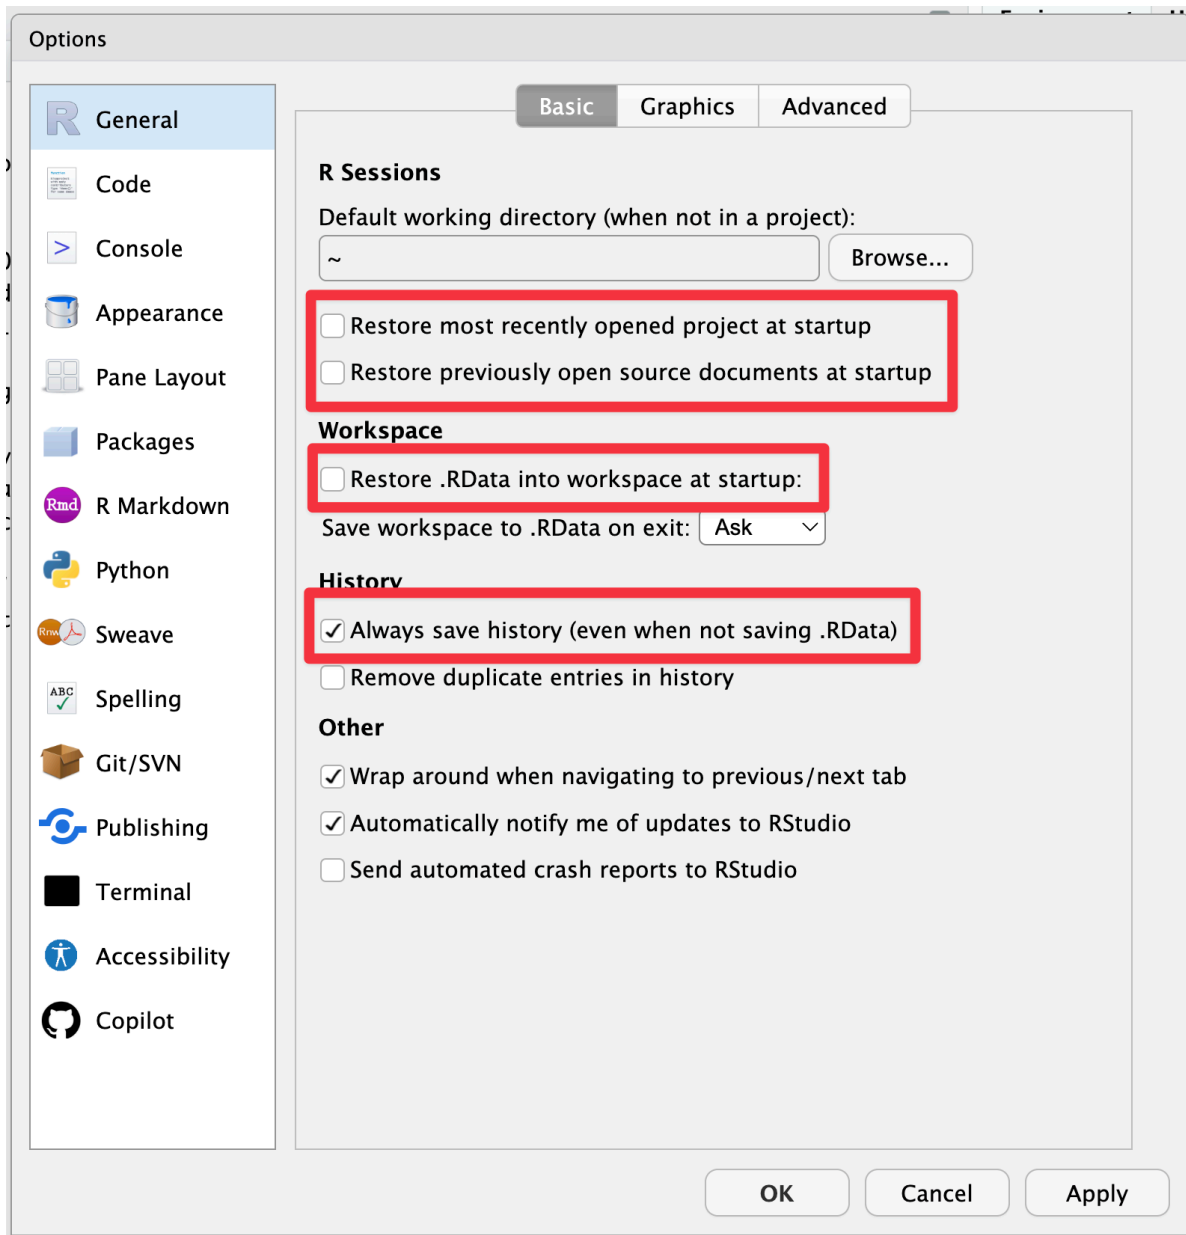 Options
General
Code
Console
Appearance
Pane Layout
Packages
Rmd R Markdown
Python
Rnw Sweave
ABC Spelling
Git/SVN
Publishing
Terminal
Accessibility
Copilot
Basic Graphics Advanced
R Sessions
Default working directory (when not in a project):
~ Browse...
Restore most recently opened project at startup
Restore previously open source documents at startup
Workspace
Restore .RData into workspace at startup:
Save workspace to .RData on exit: Ask
History
Always save history (even when not saving .RData)
Remove duplicate entries in history
Other
Wrap around when navigating to previous/next tab
Automatically notify me of updates to RStudio
Send automated crash reports to RStudio
OK Cancel Apply